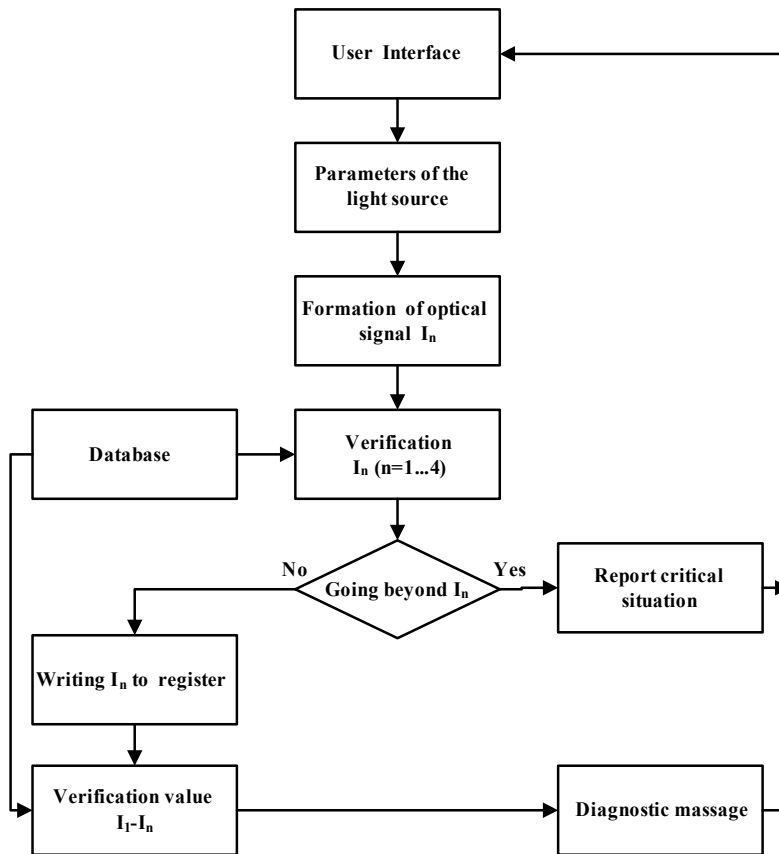 User Interface
Parameters of the
light source
Formation of optical
signal Iₙ
Database
Verification
Iₙ (n=1...4)
No
Going beyond Iₙ
Yes
Report critical
situation
Writing Iₙ to register
Verification value
I₁-Iₙ
Diagnostic massage